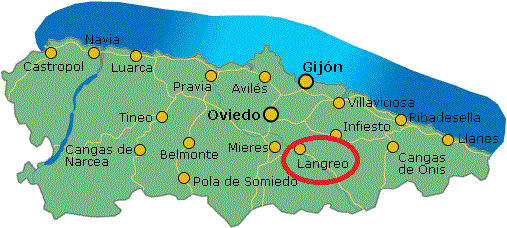 Navia
Castropol
Luarca
Gijón
Pravia
Avilés
Villaviciosa
Tineo
Oviedo
Ribadesella
Infiesto
Llanes
Cangas de
Narcea
Belmonte
Mieres
Langreo
Cangas
de Onís
Pola de Somiedo